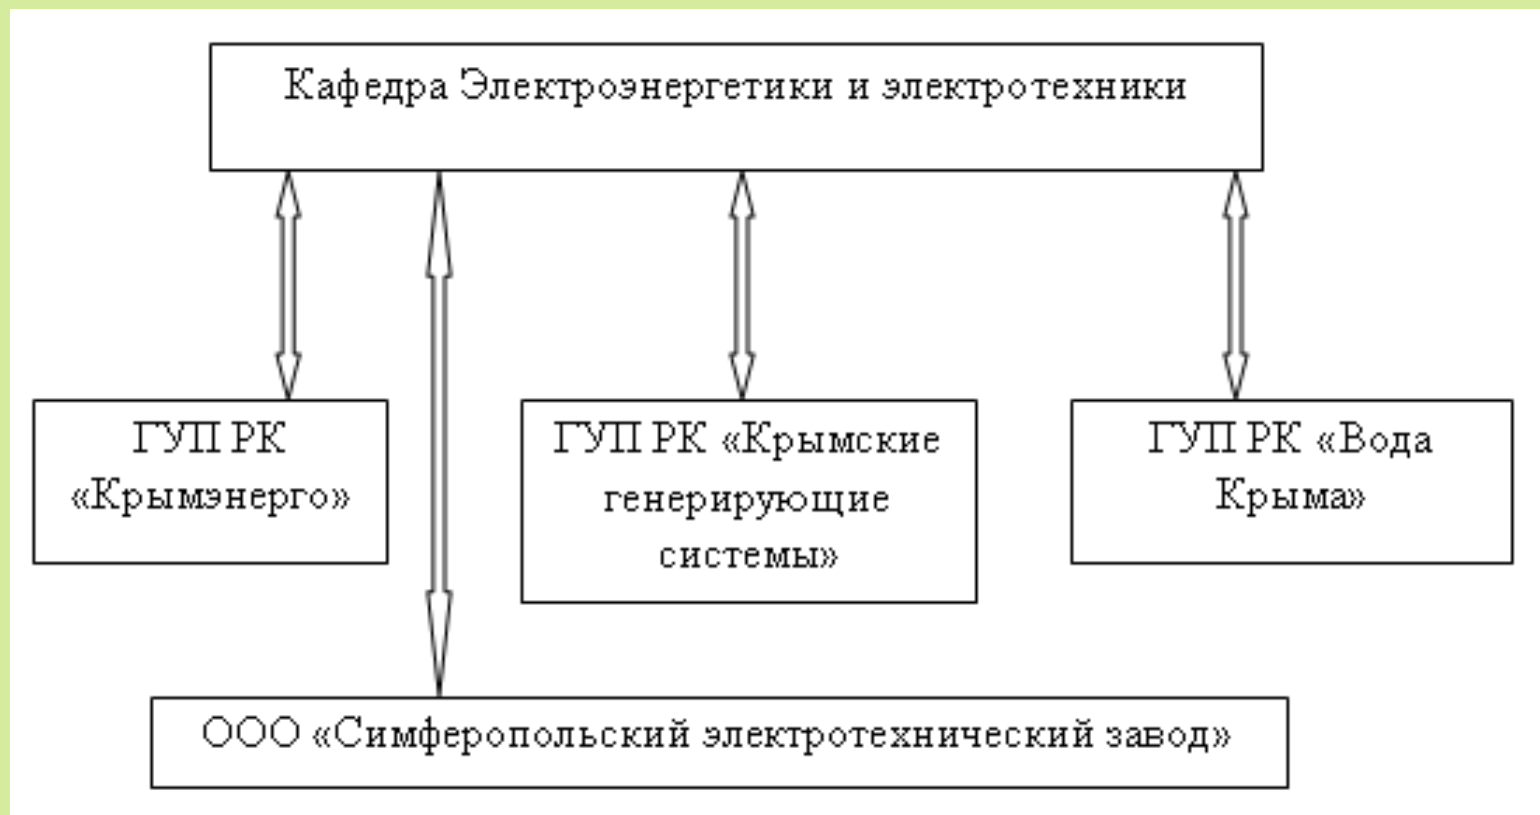 Кафедра Электроэнергетики и электротехники
ГУП РК
«Крымэнерго»
ГУП РК «Крымские
генерирующие
системы»
ГУП РК «Вода
Крыма»
ООО «Симферопольский электротехнический завод»